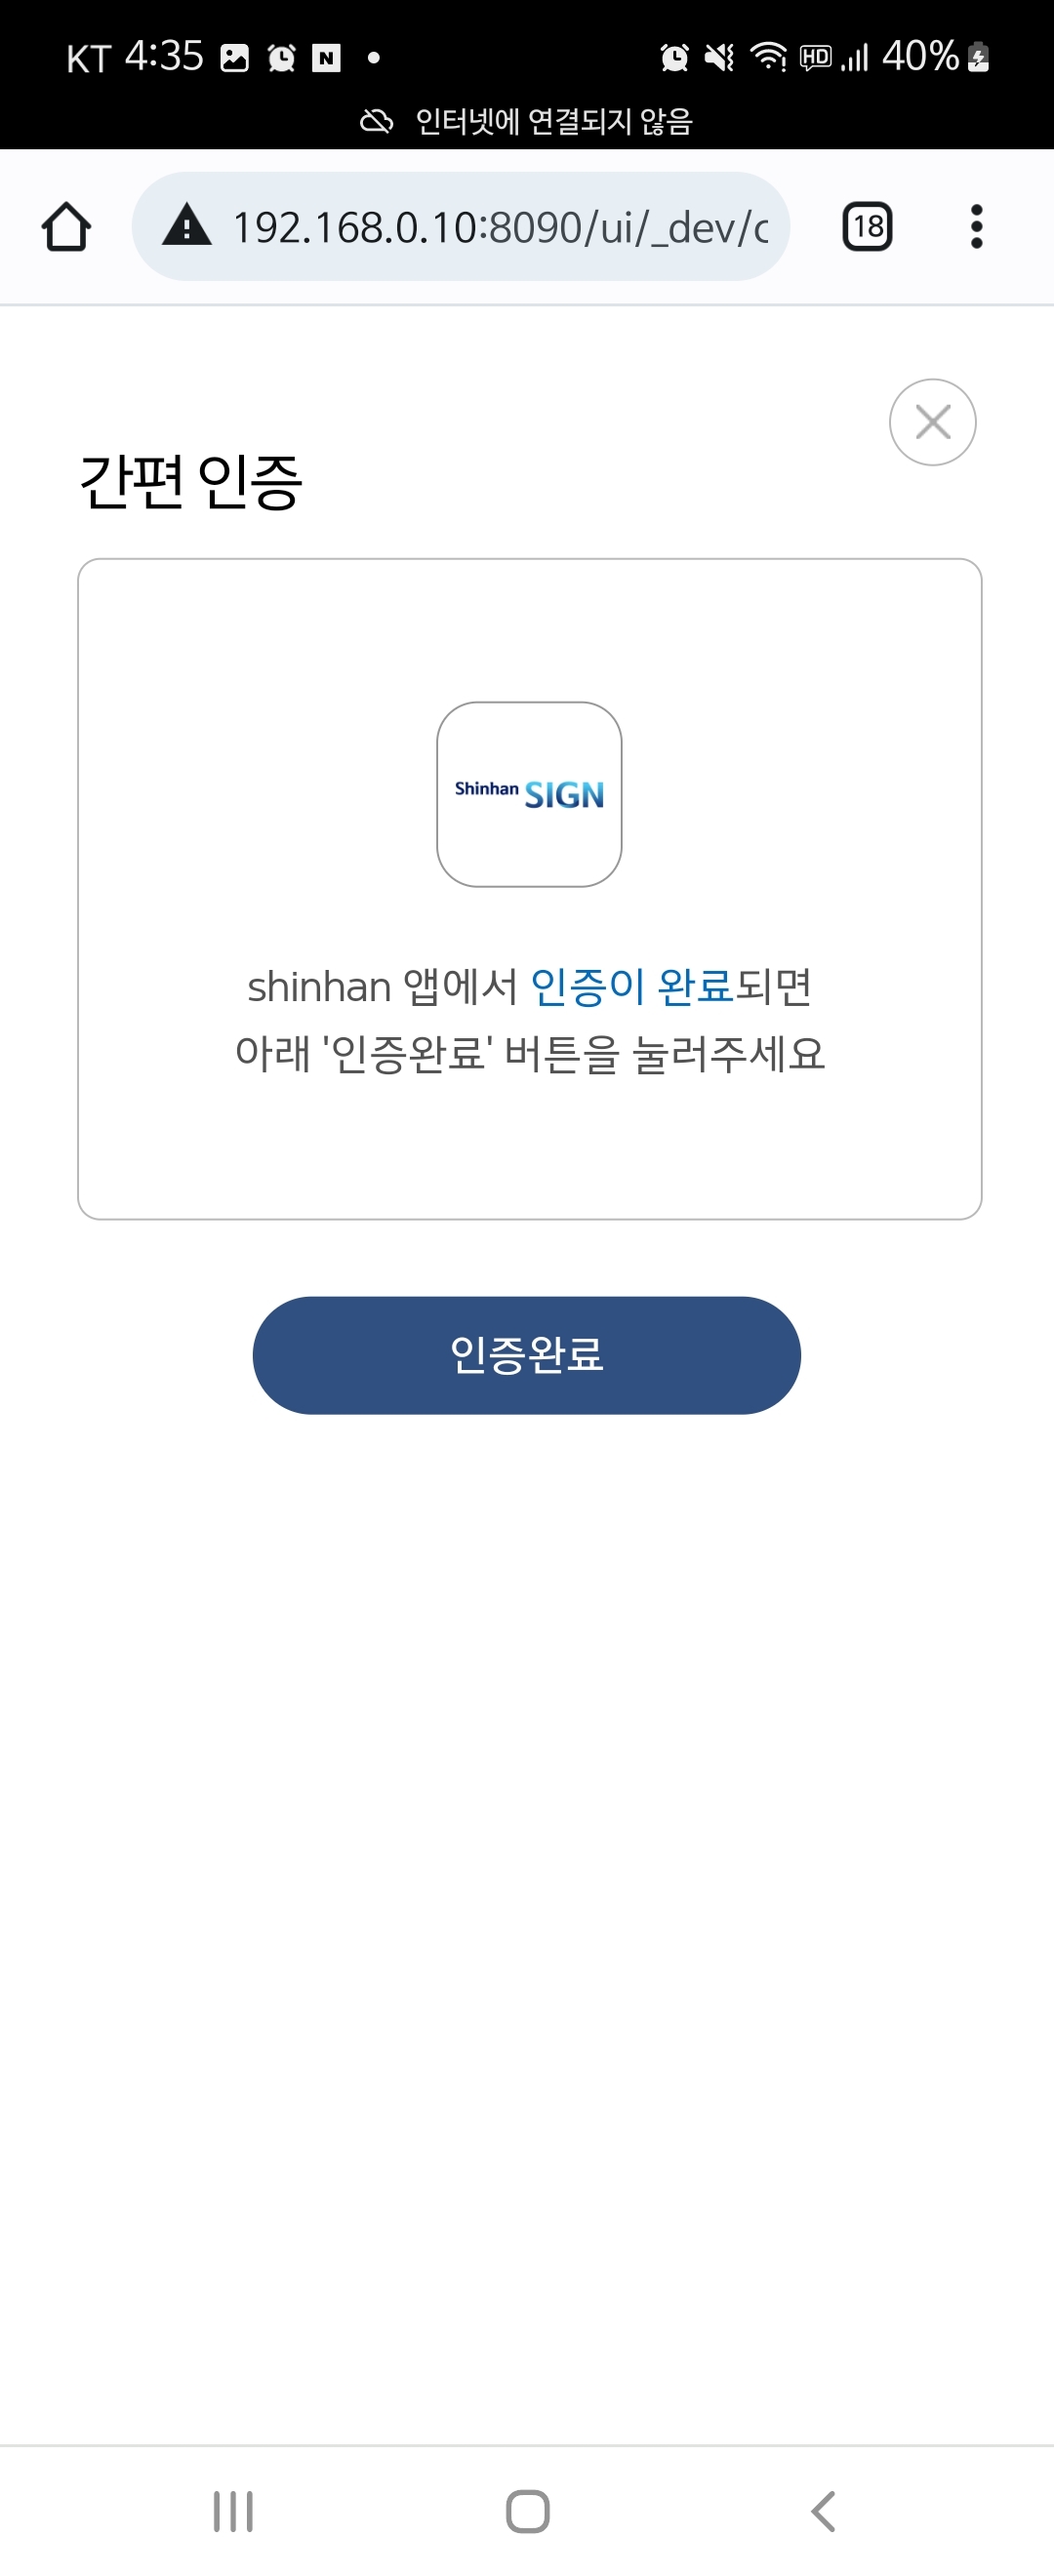 KT 4:35 HD 40%
인터넷에 연결되지 않음
192.168.0.10:8090/ui/_dev/c 18
간편 인증
Shinhan SIGN
shinhan 앱에서 인증이 완료되면
아래 '인증완료' 버튼을 눌러주세요
인증완료